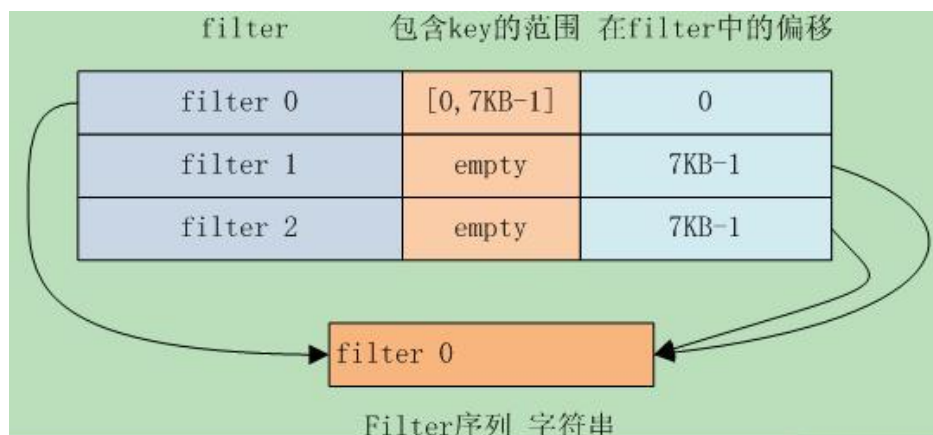 filter 包含key的范围 在filter中的偏移
filter 0 [0,7KB-1] 0
filter 1 empty 7KB-1
filter 2 empty 7KB-1
filter 0
Filter序列 字符串